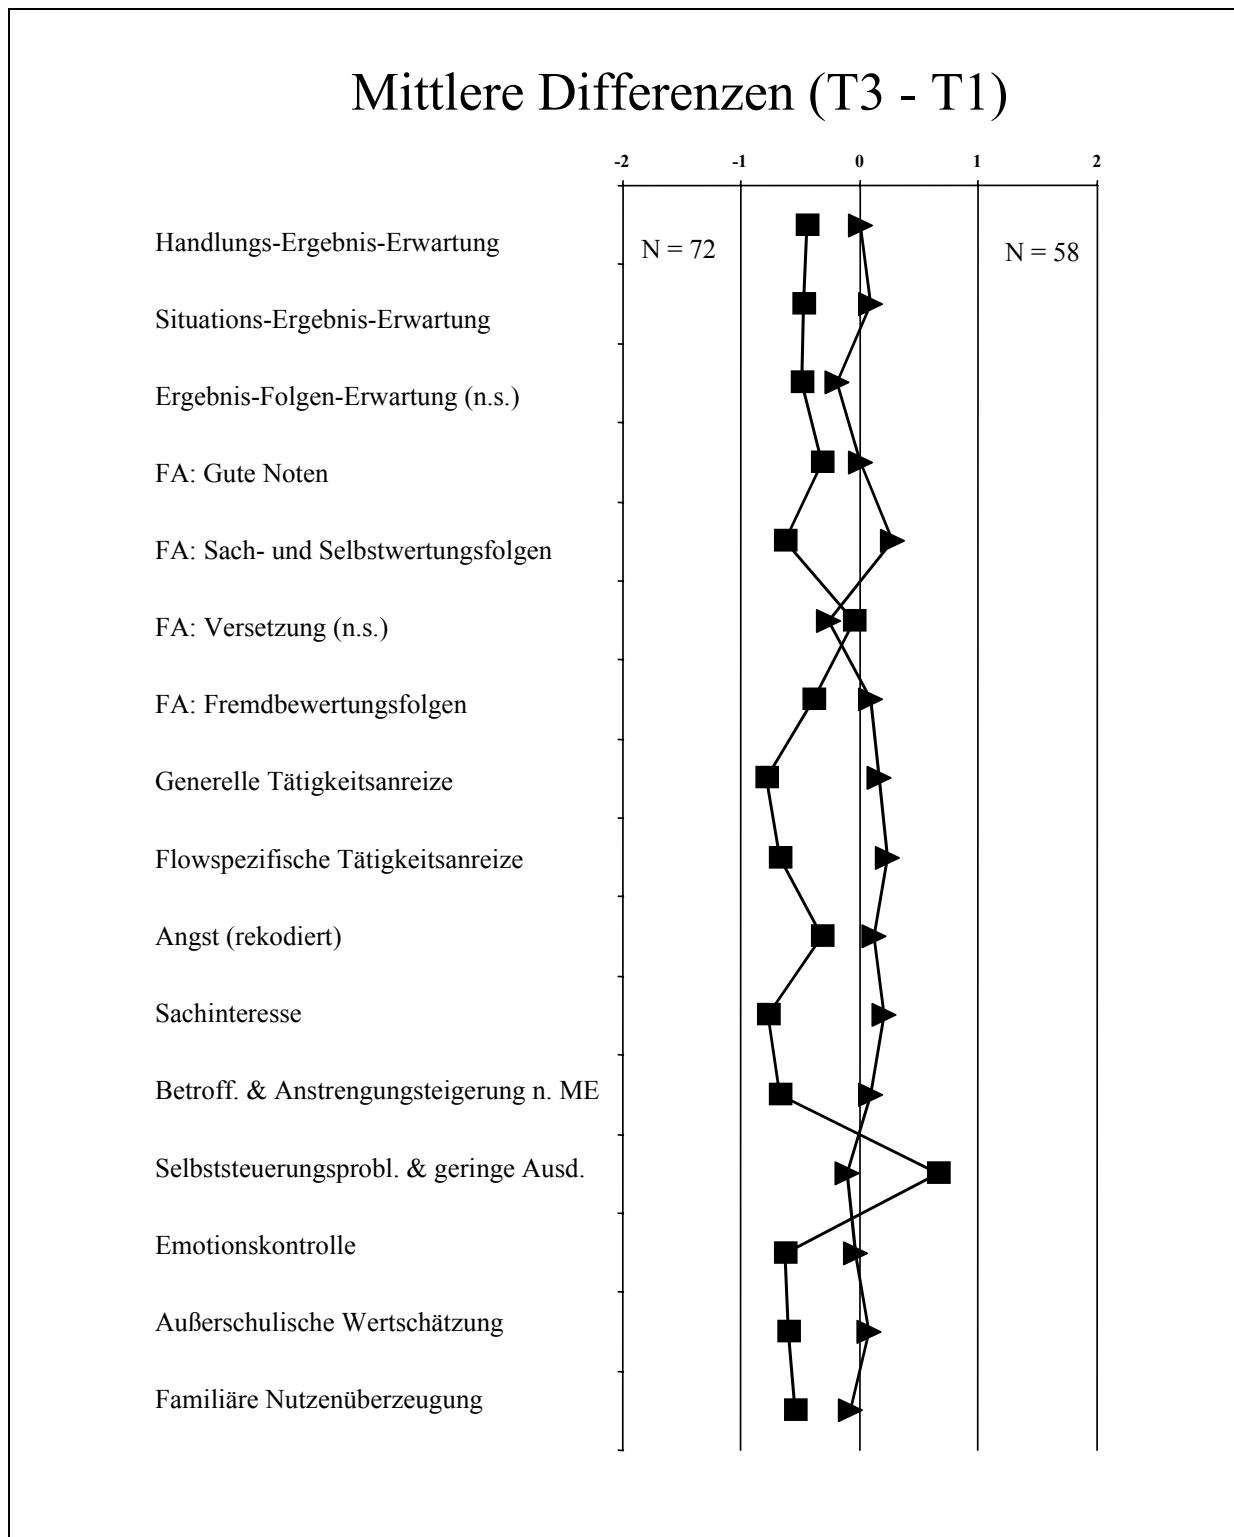 Mittlere Differenzen (T3 - T1)
-2 -1 0 1 2
Handlungs-Ergebnis-Erwartung
N = 72
N = 58
Situations-Ergebnis-Erwartung
Ergebnis-Folgen-Erwartung (n.s.)
FA: Gute Noten
FA: Sach- und Selbstwertungsfolgen
FA: Versetzung (n.s.)
FA: Fremdbewertungsfolgen
Generelle Tätigkeitsanreize
Flowspezifische Tätigkeitsanreize
Angst (rekodiert)
Sachinteresse
Betroff. & Anstrengungsteigerung n. ME
Selbststeuerungsprobl. & geringe Ausd.
Emotionskontrolle
Außerschulische Wertschätzung
Familiäre Nutzenüberzeugung